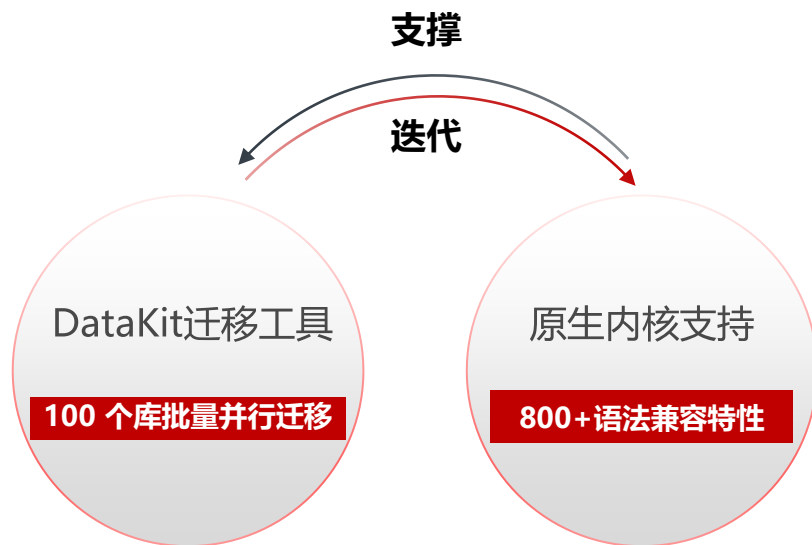 支撑
迭代
DataKit迁移工具
100 个库批量并行迁移
原生内核支持
800+语法兼容特性